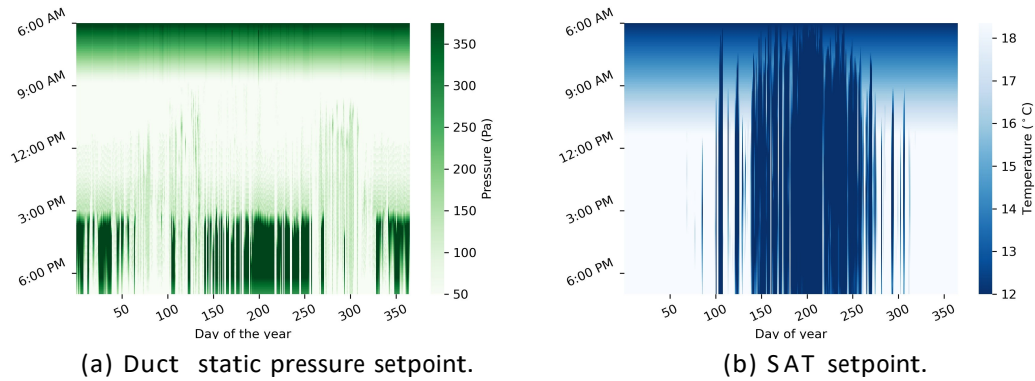 6:00 AM
9:00 AM
12:00 PM
3:00 PM
6:00 PM
50
100
150
200
250
300
350
Day of the year
350
300
250
200
150
100
50
Pressure (Pa)
(a) Duct static pressure setpoint.
6:00 AM
9:00 AM
12:00 PM
3:00 PM
6:00 PM
50
100
150
200
250
300
350
Day of year
18
17
16
15
14
13
12
Temperature (°C)
(b) SAT setpoint.